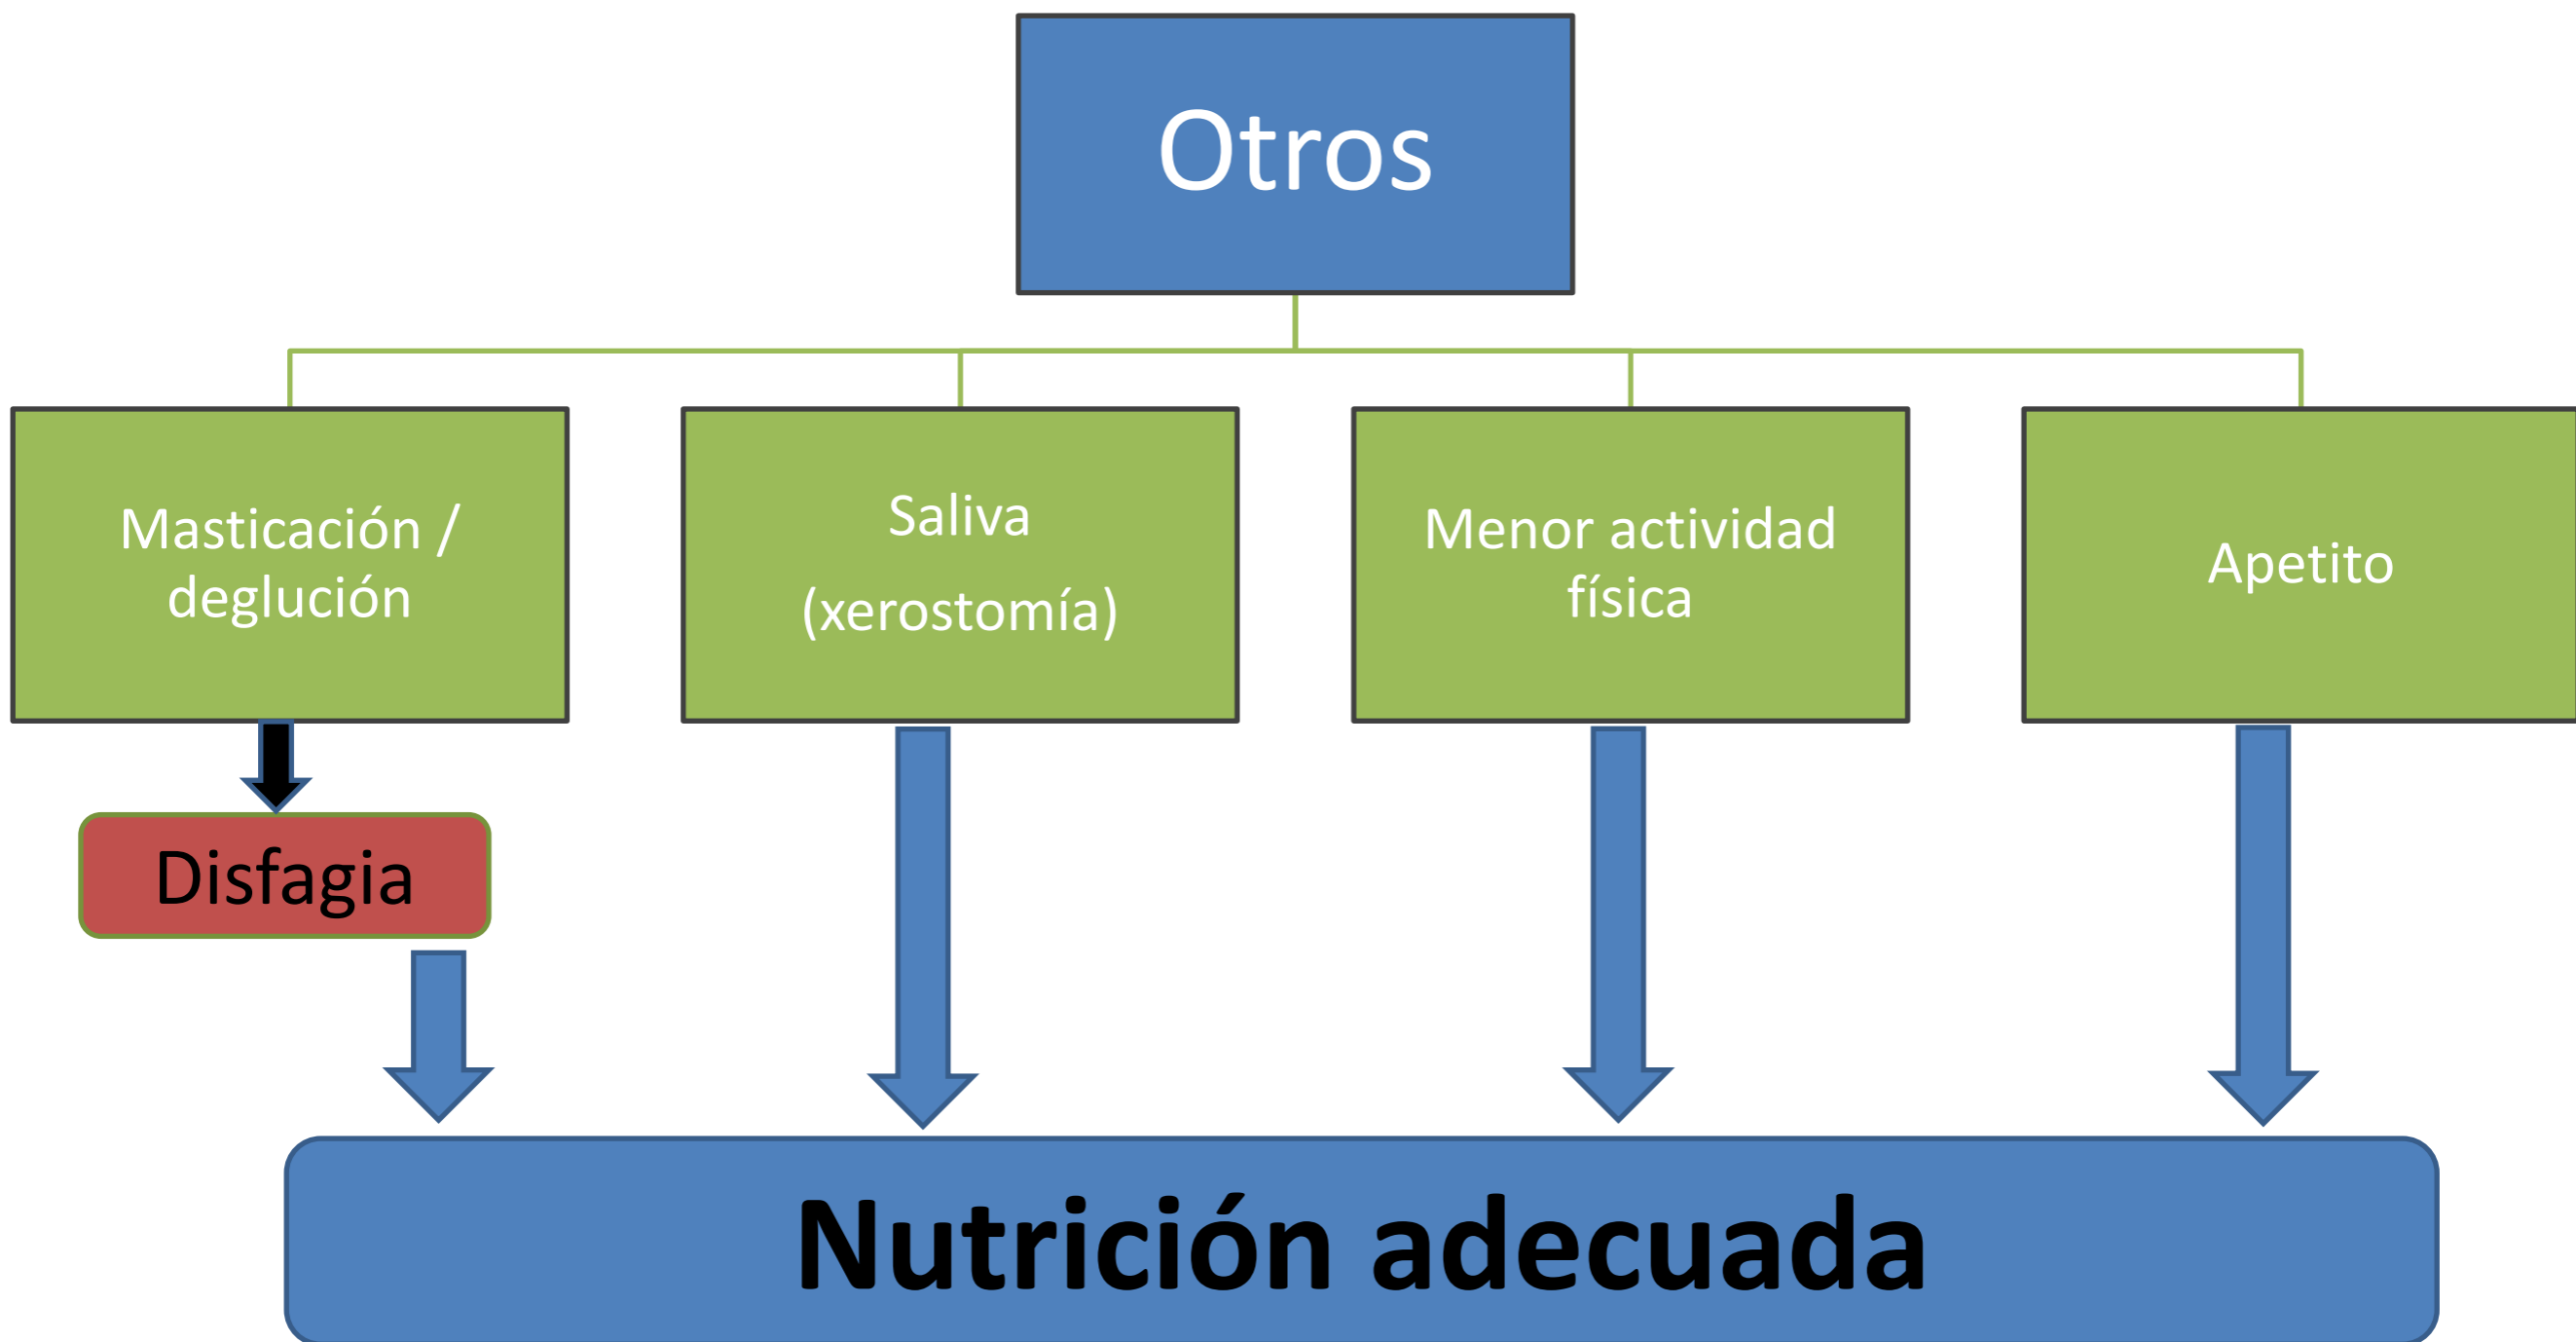 Otros
Masticación /
deglución
Saliva
(xerostomía)
Menor actividad
física
Apetito
Disfagia
Nutrición adecuada